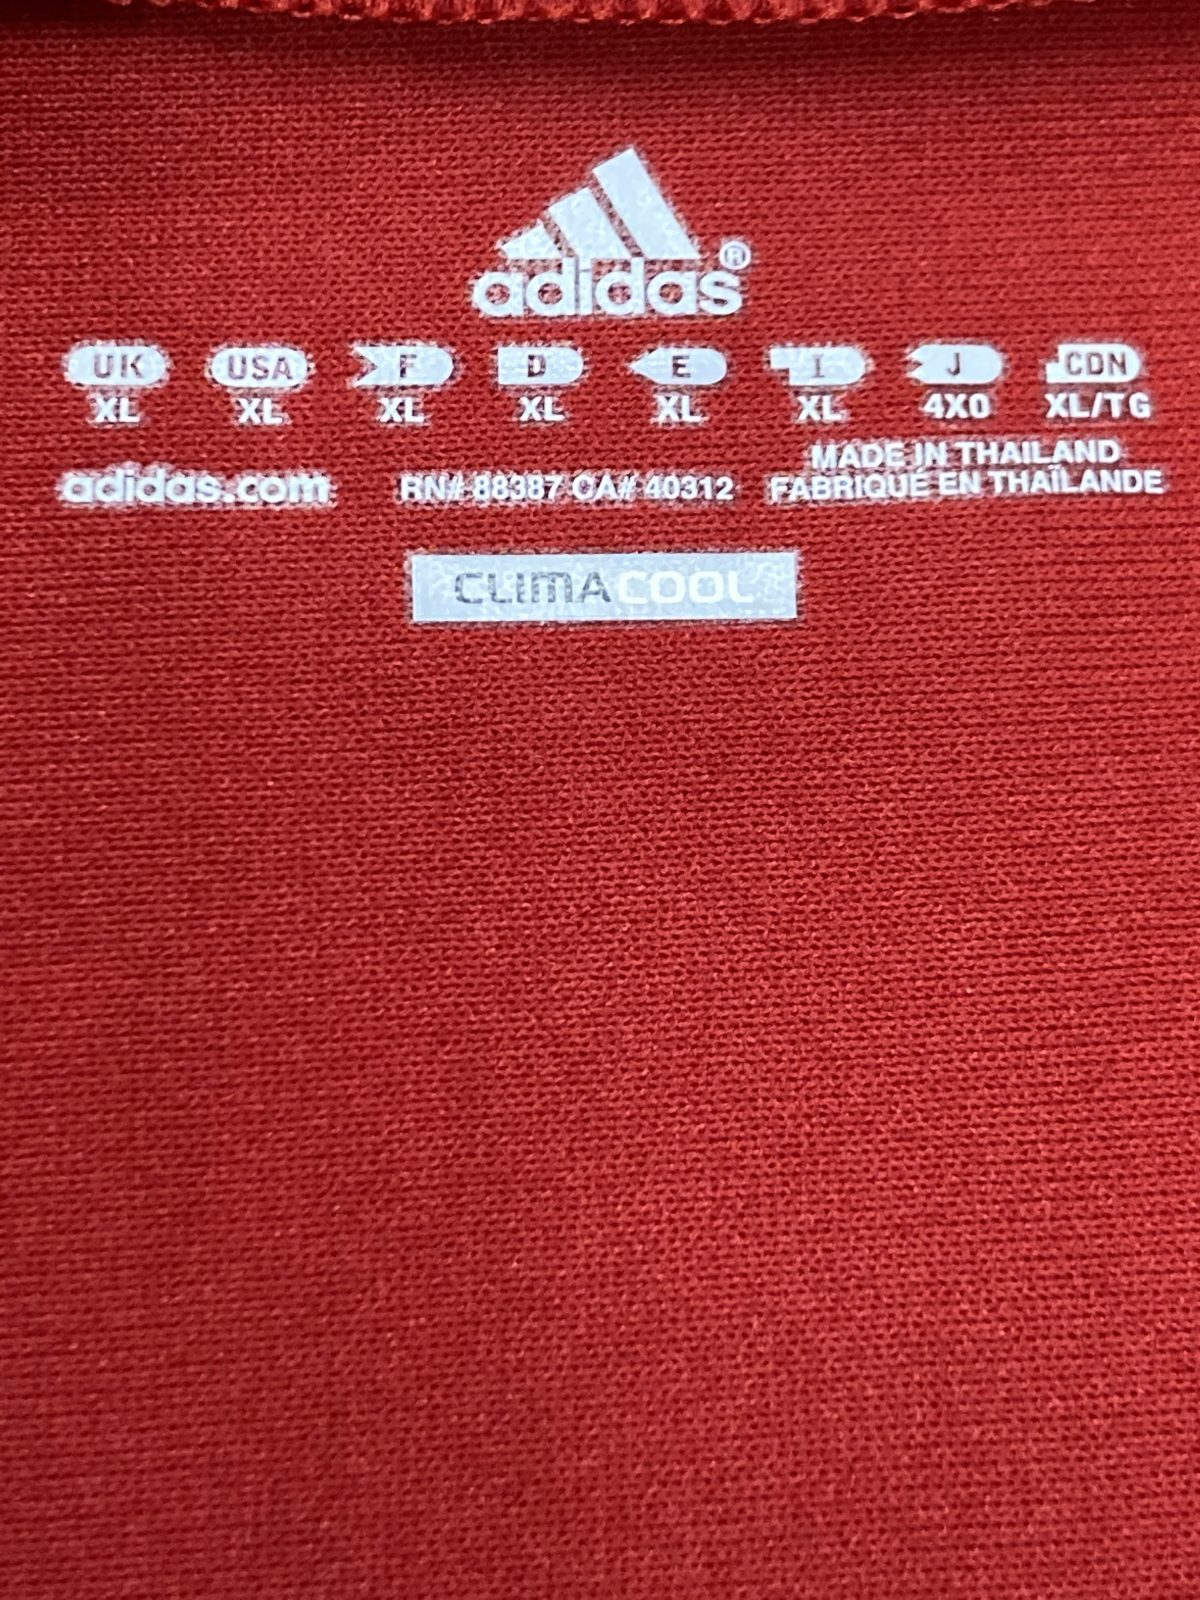 adidas®
UK USA F D E I J CDN
XL XL XL XL XL XL 4XO XL/TG
adidas.com RN# 88387 CA# 40312
MADE IN THAILAND
FABRIQUÉ EN THAÏLANDE
CLIMACOOL